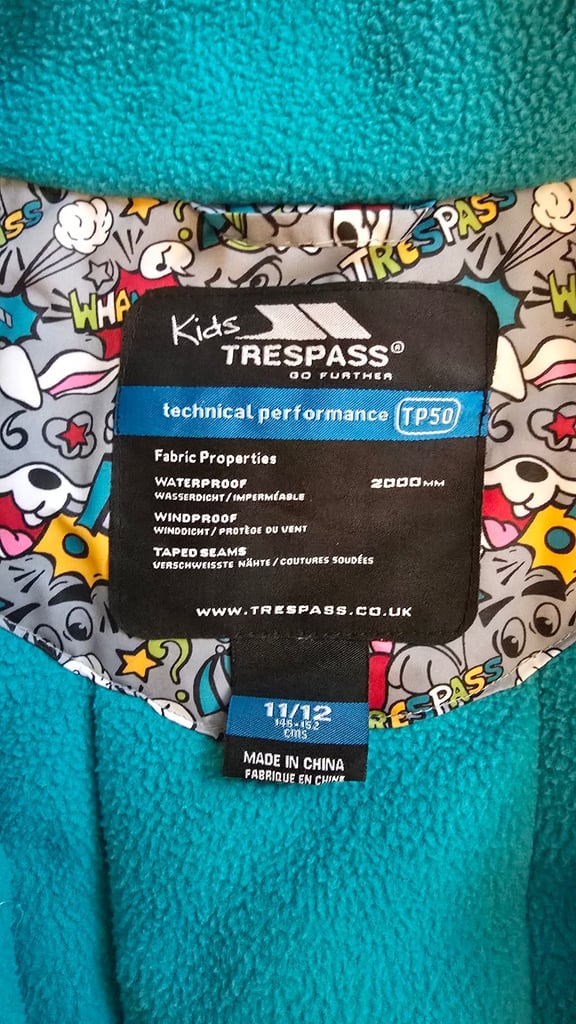 TRESPASS
WHA
Kids
TRESPASS®
GO FURTHER
technical performance TP50
Fabric Properties
WATERPROOF 2000MM
WASSERDICHT/IMPERMÉABLE
WINDPROOF
WINDDICHT/PROTÈGE DU VENT
TAPED SEAMS
VERSCHWEISSTE NÄHTE/COUTURES SOUDÉES
WWW.TRESPASS.CO.UK
RESPASS
11/12
146-152
CMS
MADE IN CHINA
FABRIQUE EN CHINE